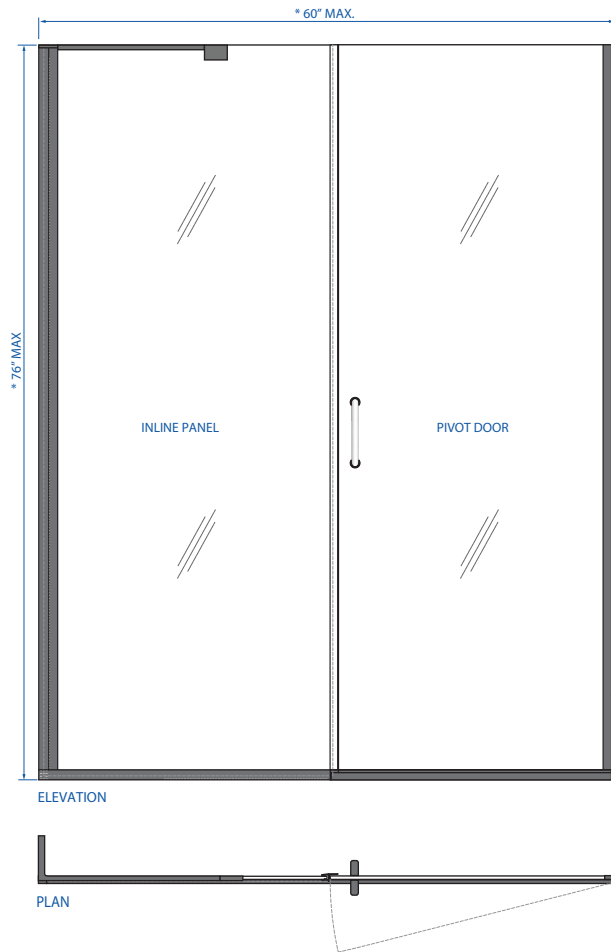 * 60" MAX.
* 76" MAX
INLINE PANEL
PIVOT DOOR
ELEVATION
PLAN